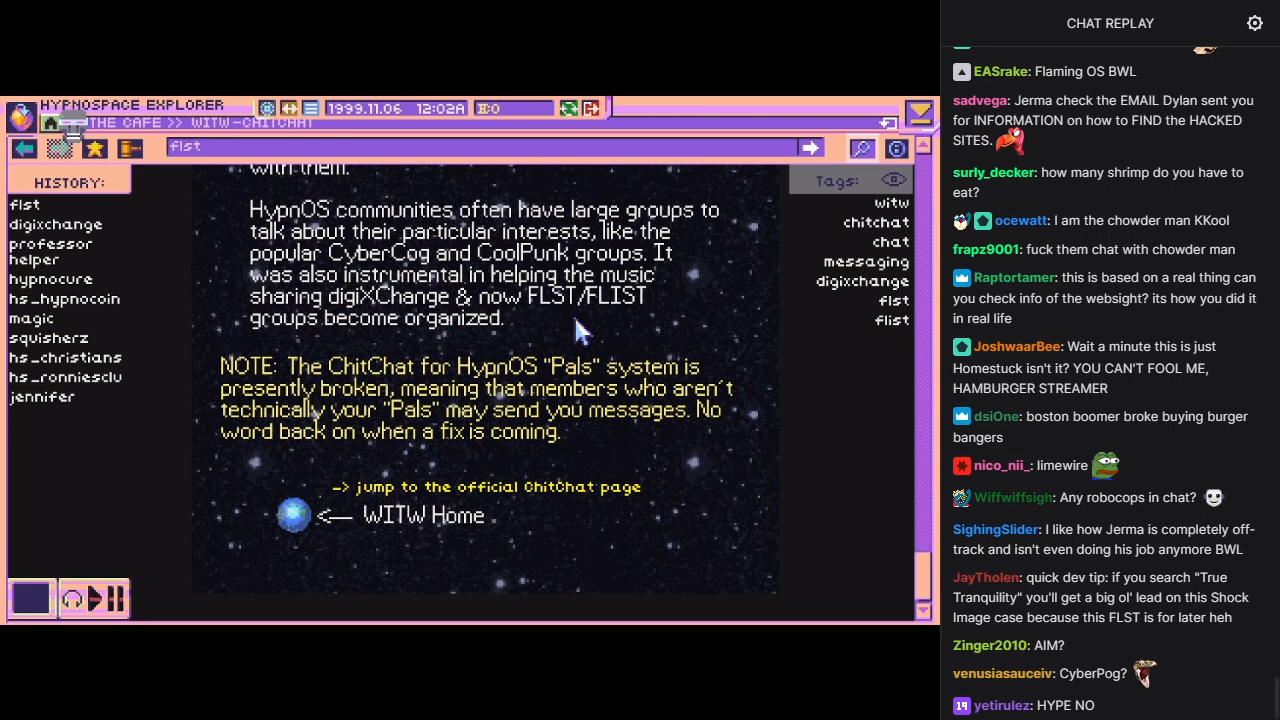 HYPNOSPACE EXPLORER
1999.11.06 12:02A
THE CAFE >> WITW-CHITCHAT
flst
HISTORY:
flst
digixchange
professor
helper
hypnocure
hs_hypnocoin
magic
squisherz
hs_christians
hs_ronniesclu
jennifer
with them.
HypnOS communities often have large groups to
talk about their particular interests, like the
popular CyberCog and CoolPunk groups. It
was also instrumental in helping the music
sharing digiXChange & now FLST/FLIST
groups become organized.
NOTE: The ChitChat for HypnOS "Pals" system is
presently broken, meaning that members who aren't
technically your "Pals" may send you messages. No
word back on when a fix is coming.
-> jump to the official ChitChat page
<-- WITW Home
Tags:
witw
chitchat
chat
messaging
digixchange
flst
flist
CHAT REPLAY
EASrake: Flaming OS BWL
sadvega: Jerma check the EMAIL Dylan sent you
for INFORMATION on how to FIND the HACKED
SITES.
surly_decker: how many shrimp do you have to
eat?
ocewatt: I am the chowder man KKool
frapz9001: fuck them chat with chowder man
Raptortamer: this is based on a real thing can
you check info of the websight? its how you did it
in real life
JoshwaarBee: Wait a minute this is just
Homestuck isn't it? YOU CAN'T FOOL ME,
HAMBURGER STREAMER
dsiOne: boston boomer broke buying burger
bangers
nico_nii_: limewire
Wiffwiffsigh: Any robocops in chat?
SighingSlider: I like how Jerma is completely off-
track and isn't even doing his job anymore BWL
JayTholen: quick dev tip: if you search "True
Tranquility" you'll get a big ol' lead on this Shock
Image case because this FLST is for later heh
Zinger2010: AIM?
venusiasauceiv: CyberPog?
19 yetirulez: HYPE NO